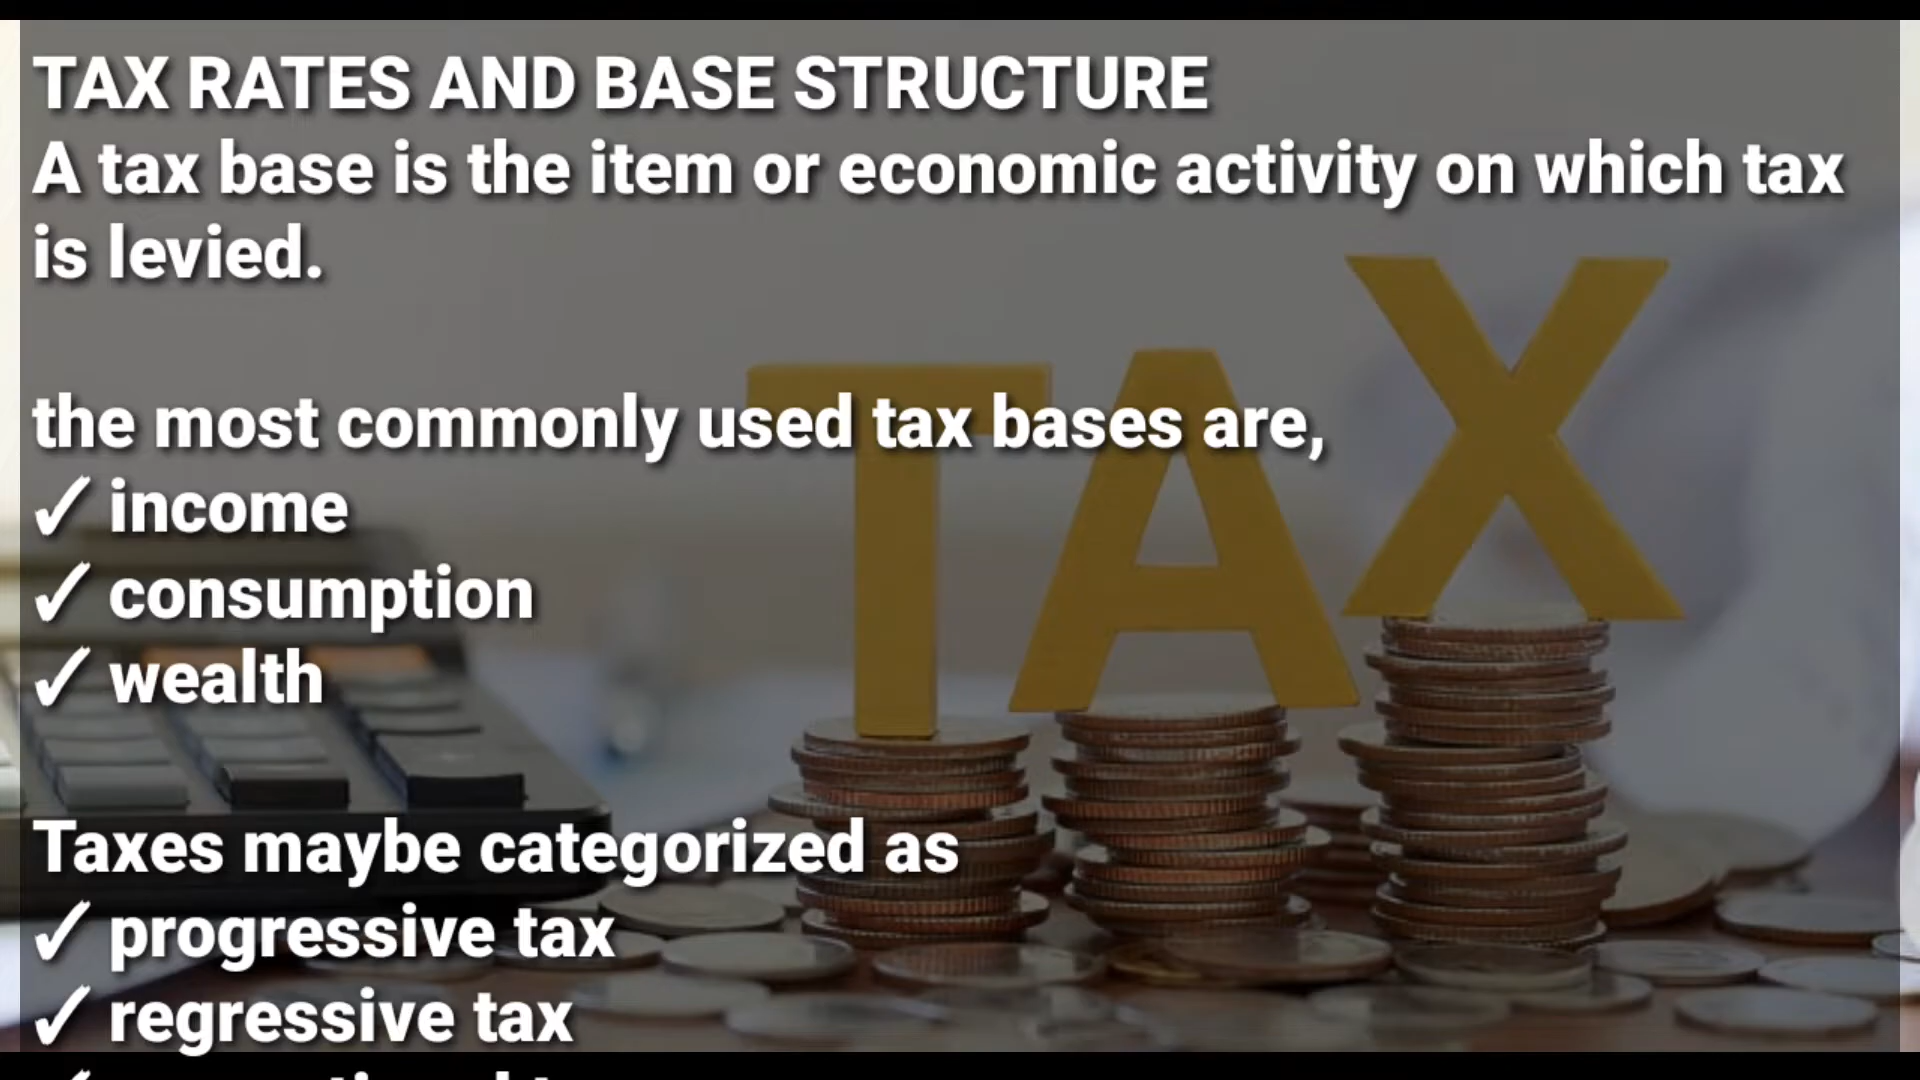 TAX RATES AND BASE STRUCTURE
A tax base is the item or economic activity on which tax
is levied.
the most commonly used tax bases are,
✓ income
✓ consumption
✓ wealth
Taxes maybe categorized as
✓ progressive tax
✓ regressive tax
TAX